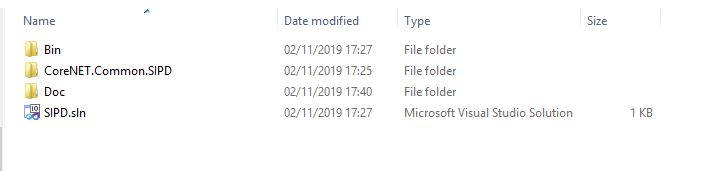 Name Date modified Type Size
Bin 02/11/2019 17:27 File folder
CoreNET.Common.SIPD 02/11/2019 17:25 File folder
Doc 02/11/2019 17:40 File folder
SIPD.sln 02/11/2019 17:27 Microsoft Visual Studio Solution 1 KB